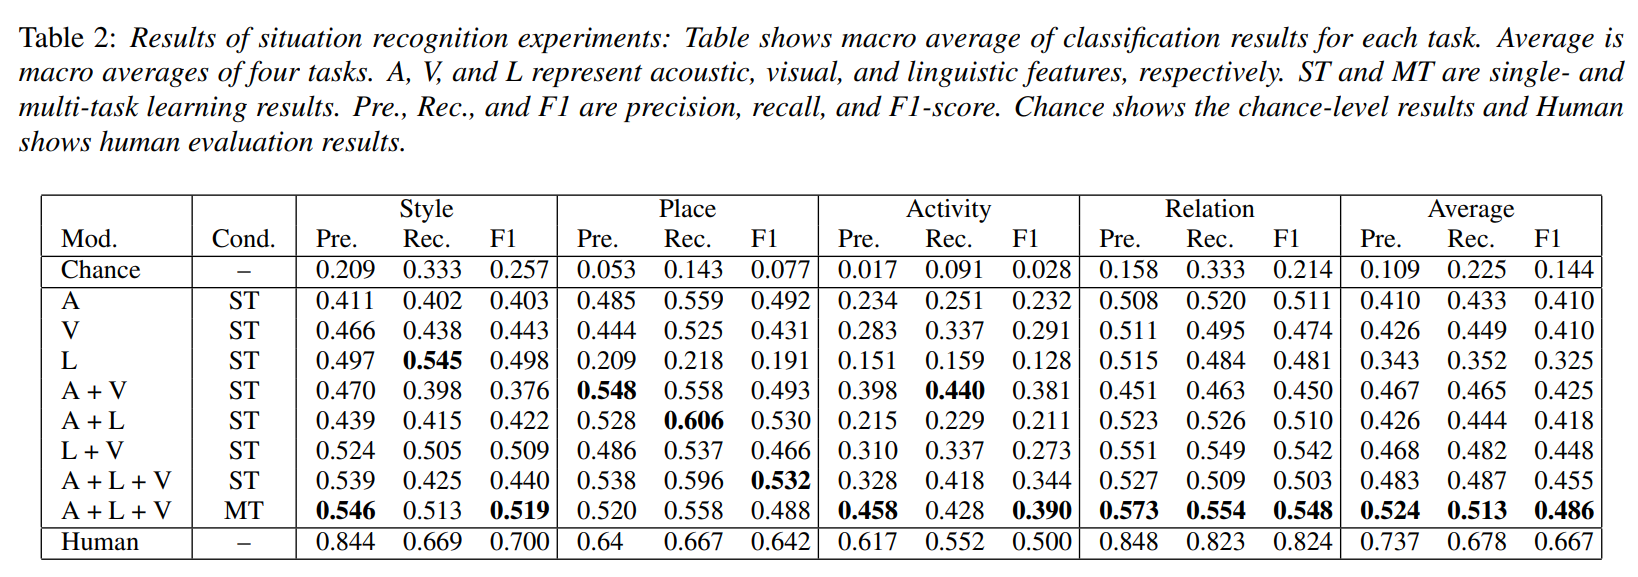 Table 2: Results of situation recognition experiments: Table shows macro average of classification results for each task. Average is
macro averages of four tasks. A, V, and L represent acoustic, visual, and linguistic features, respectively. ST and MT are single- and
multi-task learning results. Pre., Rec., and F1 are precision, recall, and F1-score. Chance shows the chance-level results and Human
shows human evaluation results.
Style Place Activity Relation Average
Mod. Cond. Pre. Rec. F1 Pre. Rec. F1 Pre. Rec. F1 Pre. Rec. F1 Pre. Rec. F1
Chance – 0.209 0.333 0.257 0.053 0.143 0.077 0.017 0.091 0.028 0.158 0.333 0.214 0.109 0.225 0.144
A ST 0.411 0.402 0.403 0.485 0.559 0.492 0.234 0.251 0.232 0.508 0.520 0.511 0.410 0.433 0.410
V ST 0.466 0.438 0.443 0.444 0.525 0.431 0.283 0.337 0.291 0.511 0.495 0.474 0.426 0.449 0.410
L ST 0.497 0.545 0.498 0.209 0.218 0.191 0.151 0.159 0.128 0.515 0.484 0.481 0.343 0.352 0.325
A + V ST 0.470 0.398 0.376 0.548 0.558 0.493 0.398 0.440 0.381 0.451 0.463 0.450 0.467 0.465 0.425
A + L ST 0.439 0.415 0.422 0.528 0.606 0.530 0.215 0.229 0.211 0.523 0.526 0.510 0.426 0.444 0.418
L + V ST 0.524 0.505 0.509 0.486 0.537 0.466 0.310 0.337 0.273 0.551 0.549 0.542 0.468 0.482 0.448
A + L + V ST 0.539 0.425 0.440 0.538 0.596 0.532 0.328 0.418 0.344 0.527 0.509 0.503 0.483 0.487 0.455
A + L + V MT 0.546 0.513 0.519 0.520 0.558 0.488 0.458 0.428 0.390 0.573 0.554 0.548 0.524 0.513 0.486
Human – 0.844 0.669 0.700 0.64 0.667 0.642 0.617 0.552 0.500 0.848 0.823 0.824 0.737 0.678 0.667